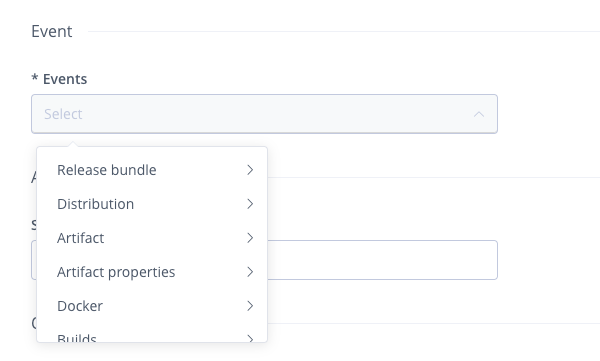 Event
* Events
Select
Release bundle
Distribution
Artifact
Artifact properties
Docker
Builds